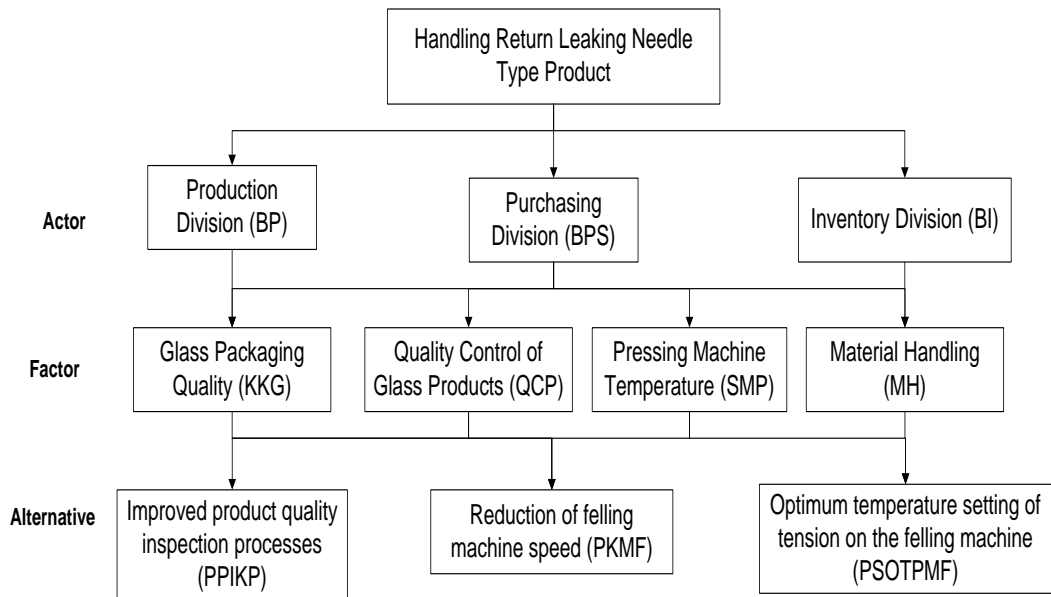 Handling Return Leaking Needle
Type Product
Actor
Production
Division (BP)
Purchasing
Division (BPS)
Inventory Division (BI)
Factor
Glass Packaging
Quality (KKG)
Quality Control of
Glass Products (QCP)
Pressing Machine
Temperature (SMP)
Material Handling
(MH)
Alternative
Improved product quality
inspection processes
(PPIKP)
Reduction of felling
machine speed (PKMF)
Optimum temperature setting of
tension on the felling machine
(PSOTPMF)